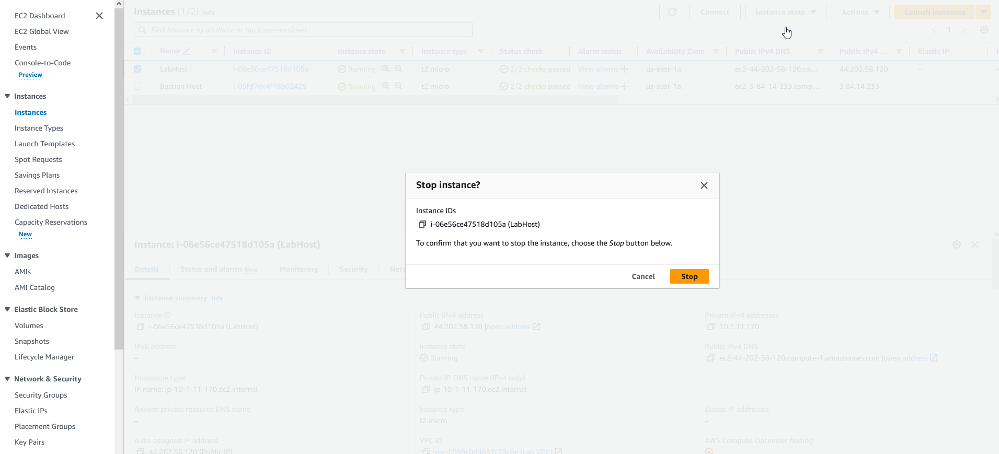 EC2 Dashboard
EC2 Global View
Events
Console-to-Code
Preview
Instances
Instances
Instance Types
Launch Templates
Spot Requests
Savings Plans
Reserved Instances
Dedicated Hosts
Capacity Reservations
New
Images
AMIs
AMI Catalog
Elastic Block Store
Volumes
Snapshots
Lifecycle Manager
Network & Security
Security Groups
Elastic IPs
Placement Groups
Key Pairs
Instances (1/2) Info
Connect Instance state Actions Launch instances
Find Instance by attribute or tag (case-sensitive)
1
Name Instance ID Instance state Instance type Status check Alarm status Availability Zone Public IPv4 DNS Public IPv4 ... Elastic IP
LabHost i-06e56ce47518d105a Running t2.micro 2/2 checks passed View alarms us-east-1a ec2-44-202-58-120.co... 44.202.58.120 –
Bastion Host i-05fd7dc4f18b02429 Running t2.micro 2/2 checks passed View alarms us-east-1a ec2-3-84-14-233.comp... 3.84.14.233 –
Stop instance?
Instance IDs
i-06e56ce47518d105a (LabHost)
To confirm that you want to stop the instance, choose the Stop button below.
Cancel Stop
Instance: i-06e56ce47518d105a (LabHost)
Details Status and alarms New Monitoring Security
Instance summary Info
Instance ID
i-06e56ce47518d105a (LabHost)
Public IPv4 address
44.202.58.120 |open address
Private IPv4 addresses
10.1.11.170
IPv6 address
–
Instance state
Running
Public IPv4 DNS
ec2-44-202-58-120.compute-1.amazonaws.com |open address
Hostname type
IP name: ip-10-1-11-170.ec2.internal
Private IP DNS name (IPv4 only)
ip-10-1-11-170.ec2.internal
Answer private resource DNS name
–
Instance type
t2.micro
Elastic IP addresses
–
Auto-assigned IP address
44.202.58.120 [Public IP]
VPC ID
vpc-0599c0d4631c79c0e (Lab VPC)
AWS Compute Optimizer finding